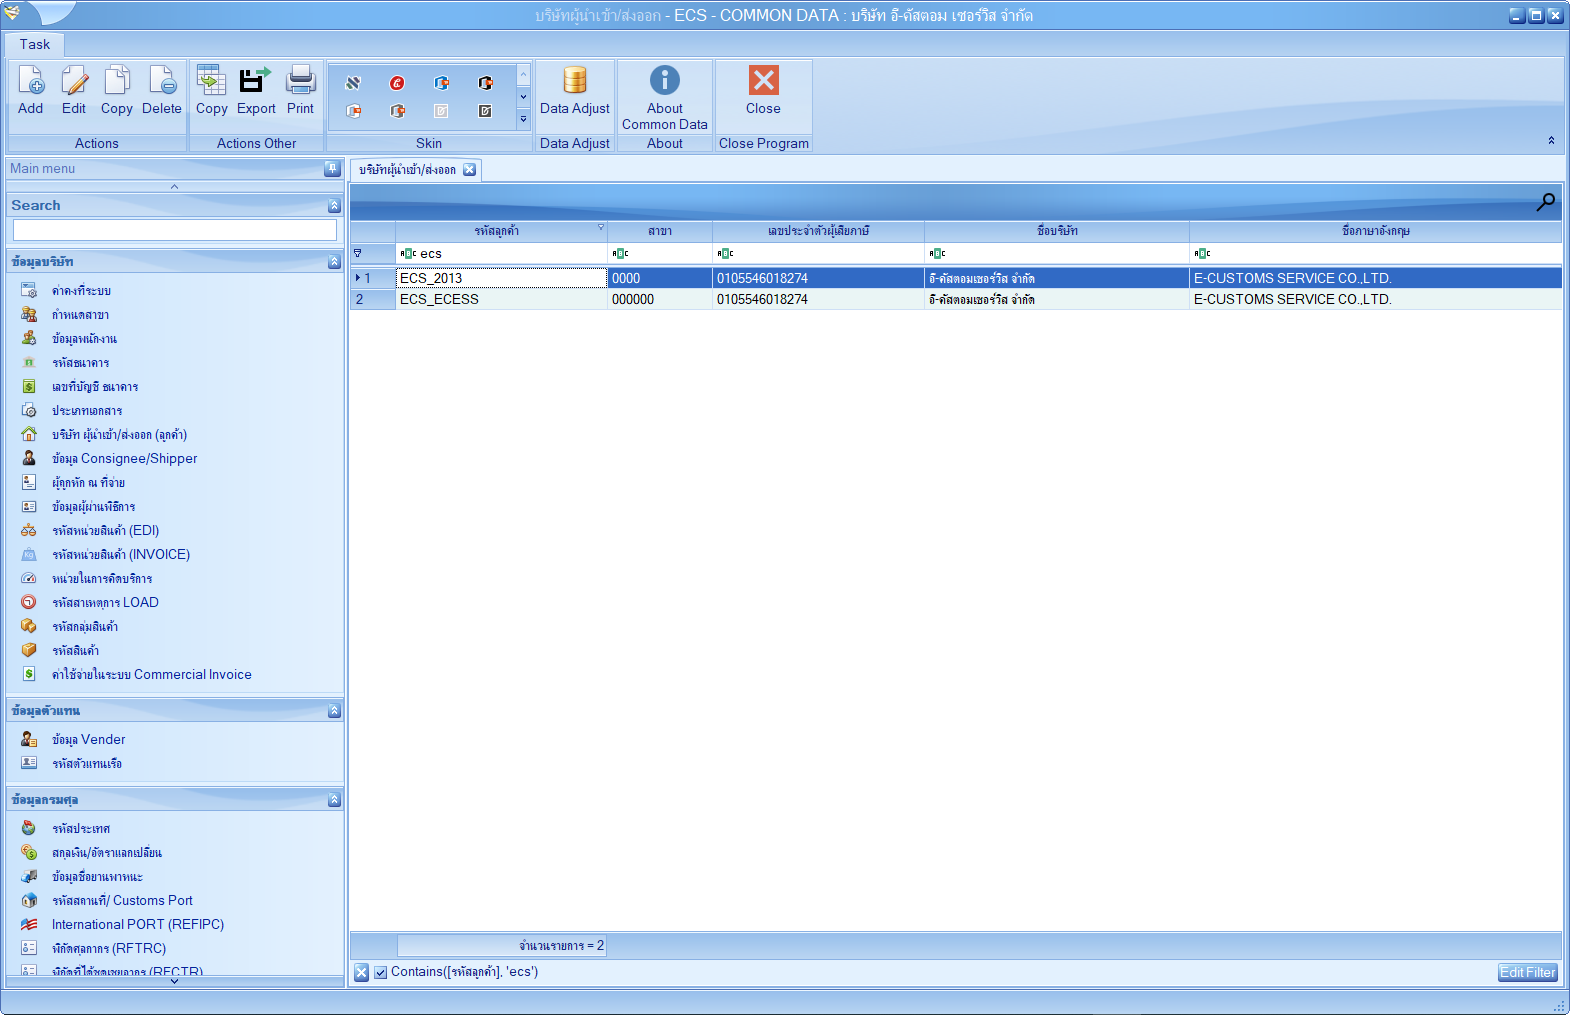 บริษัทผู้นำเข้า/ส่งออก - ECS - COMMON DATA : บริษัท อี-คัสตอม เซอร์วิส จำกัด
Task
Add Edit Copy Delete Copy Export Print Data Adjust About Common Data Close
Actions Actions Other Skin Data Adjust About Close Program
Main menu
Search
ข้อมูลบริษัท
ค่าคงที่ระบบ
กำหนดสาขา
ข้อมูลพนักงาน
รหัสธนาคาร
เลขที่บัญชี ธนาคาร
ประเภทเอกสาร
บริษัท ผู้นำเข้า/ส่งออก (ลูกค้า)
ข้อมูล Consignee/Shipper
ผู้ถูกหัก ณ ที่จ่าย
ข้อมูลผู้ผ่านพิธีการ
รหัสหน่วยสินค้า (EDI)
รหัสหน่วยสินค้า (INVOICE)
หน่วยในการคิดบริการ
รหัสสาเหตุการ LOAD
รหัสกลุ่มสินค้า
รหัสสินค้า
ค่าใช้จ่ายในระบบ Commercial Invoice
ข้อมูลตัวแทน
ข้อมูล Vender
รหัสตัวแทนเรือ
ข้อมูลกรมศุล
รหัสประเทศ
สกุลเงิน/อัตราแลกเปลี่ยน
ข้อมูลชื่อยานพาหนะ
รหัสสถานที่/ Customs Port
International PORT (REFIPC)
พิกัดศุลกากร (RFTRC)
บริษัทผู้นำเข้า/ส่งออก
รหัสลูกค้า สาขา เลขประจำตัวผู้เสียภาษี ชื่อบริษัท ชื่อภาษาอังกฤษ
ecs
1 ECS_2013 0000 0105546018274 อี-คัสตอมเซอร์วิส จำกัด E-CUSTOMS SERVICE CO.,LTD.
2 ECS_ECESS 000000 0105546018274 อี-คัสตอมเซอร์วิส จำกัด E-CUSTOMS SERVICE CO.,LTD.
จำนวนรายการ = 2
Contains([รหัสลูกค้า], 'ecs') Edit Filter